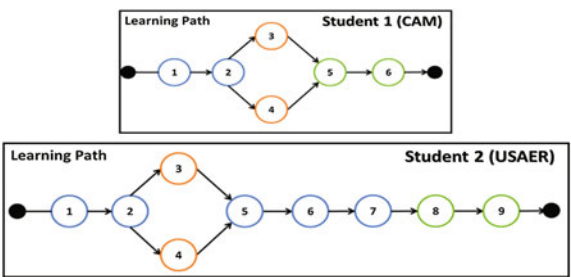 Learning Path Student 1 (CAM)
3
1 2 5 6
4
Learning Path Student 2 (USAER)
3
1 2 5 6 7 8 9
4